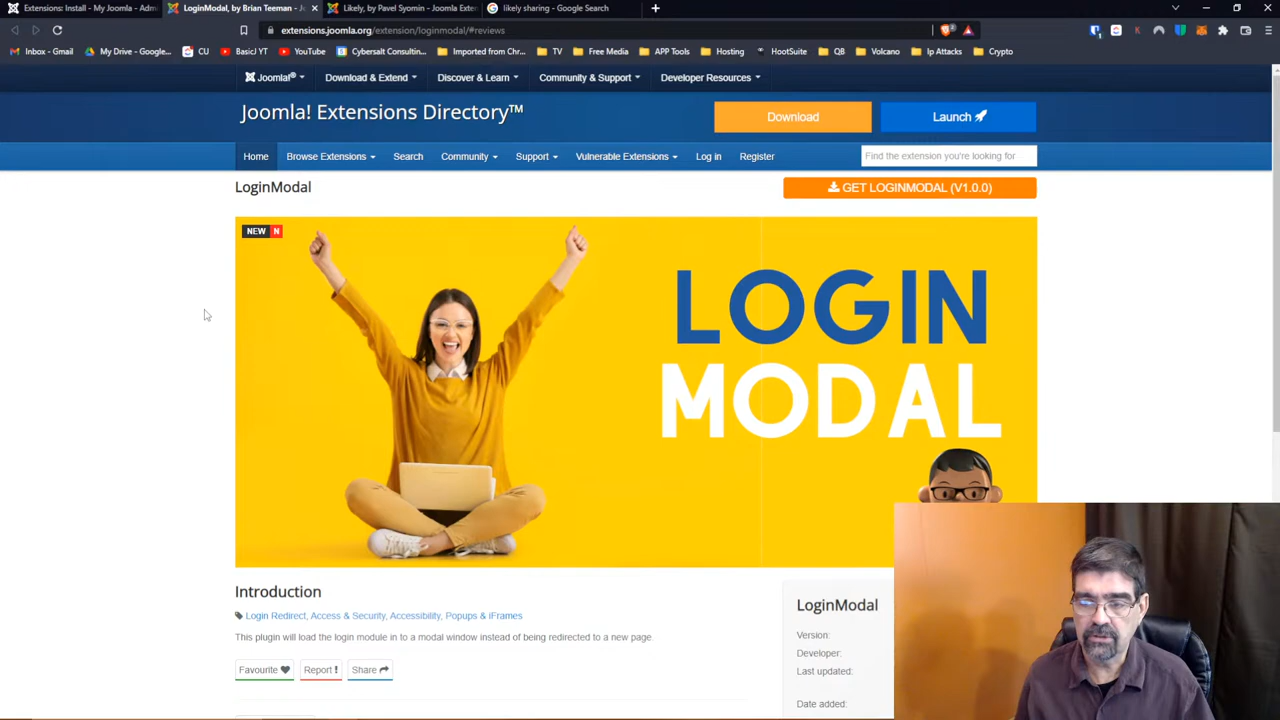 Extensions: Install - My Joomla - Adm
LoginModal, by Brian Teeman - Jo
Likely, by Pavel Syomin - Joomla Exten
likely sharing - Google Search
extensions.joomla.org/extension/loginmodal/#reviews
Inbox - Gmail
My Drive - Google...
CU
BasicJ YT
YouTube
Cybersalt Consulting...
Imported from Chr...
TV
Free Media
APP Tools
Hosting
HootSuite
QB
Volcano
Ip Attacks
Crypto
Joomla!®
Download & Extend
Discover & Learn
Community & Support
Developer Resources
Joomla! Extensions Directory™
Download
Launch
Home
Browse Extensions
Search
Community
Support
Vulnerable Extensions
Log in
Register
Find the extension you're looking for
LoginModal
GET LOGINMODAL (V1.0.0)
NEW N
LOGIN
MODAL
Introduction
Login Redirect, Access & Security, Accessibility, Popups & iFrames
This plugin will load the login module in to a modal window instead of being redirected to a new page.
Favourite
Report !
Share
LoginModal
Version:
Developer:
Last updated:
Date added: